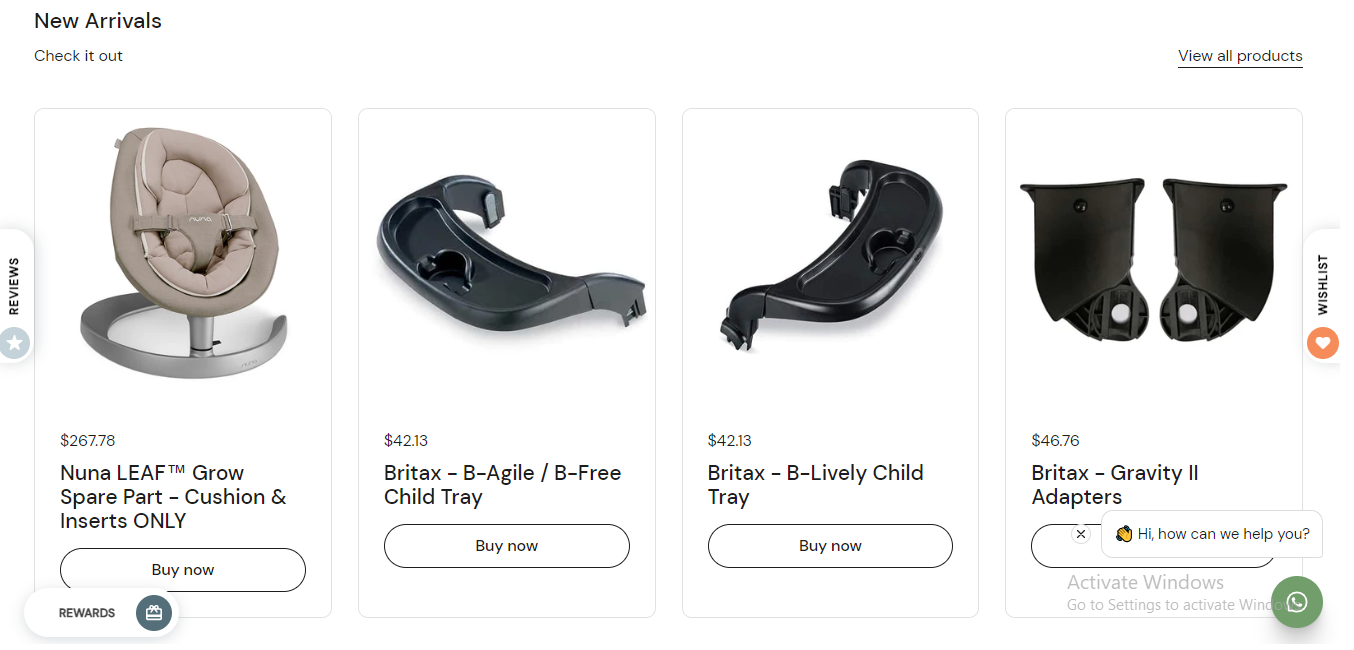 New Arrivals
Check it out
View all products
nuna
nuna
$267.78
Nuna LEAF™ Grow
Spare Part - Cushion &
Inserts ONLY
Buy now
$42.13
Britax - B-Agile / B-Free
Child Tray
Buy now
$42.13
Britax - B-Lively Child
Tray
Buy now
$46.76
Britax - Gravity II
Adapters
REVIEWS
WISHLIST
👋 Hi, how can we help you?
Activate Windows
Go to Settings to activate Windows
REWARDS